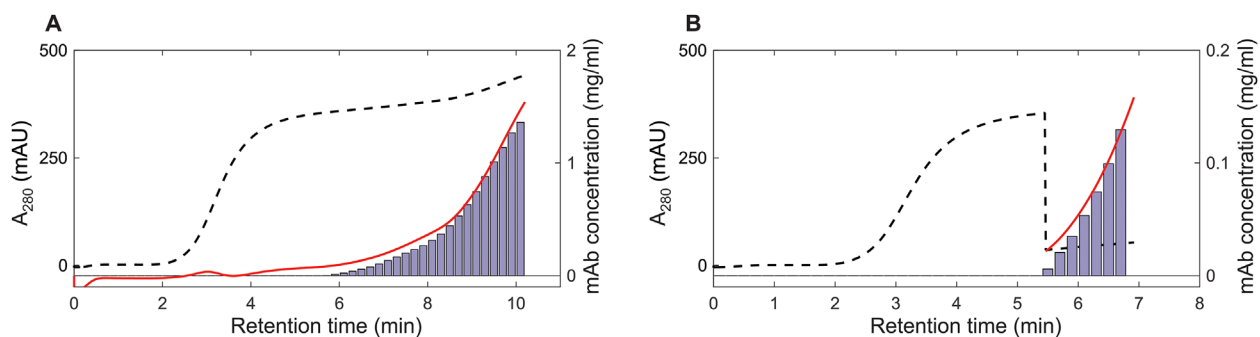 A
500
250
0
A280 (mAU)
2
1
0
mAb concentration (mg/ml)
0 2 4 6 8 10
Retention time (min)
B
500
250
0
A280 (mAU)
0.2
0.1
0
mAb concentration (mg/ml)
0 1 2 3 4 5 6 7 8
Retention time (min)